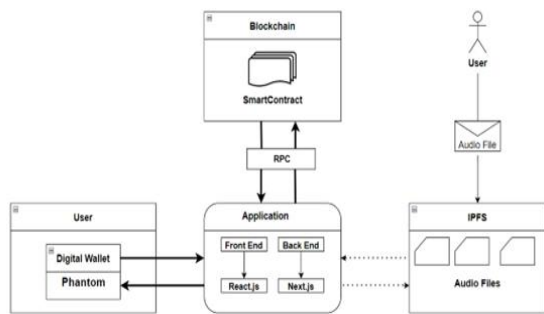 Blockchain
SmartContract
User
Audio File
RPC
User
Digital Wallet
Phantom
Application
Front End
Back End
React.js
Next.js
IPFS
Audio Files